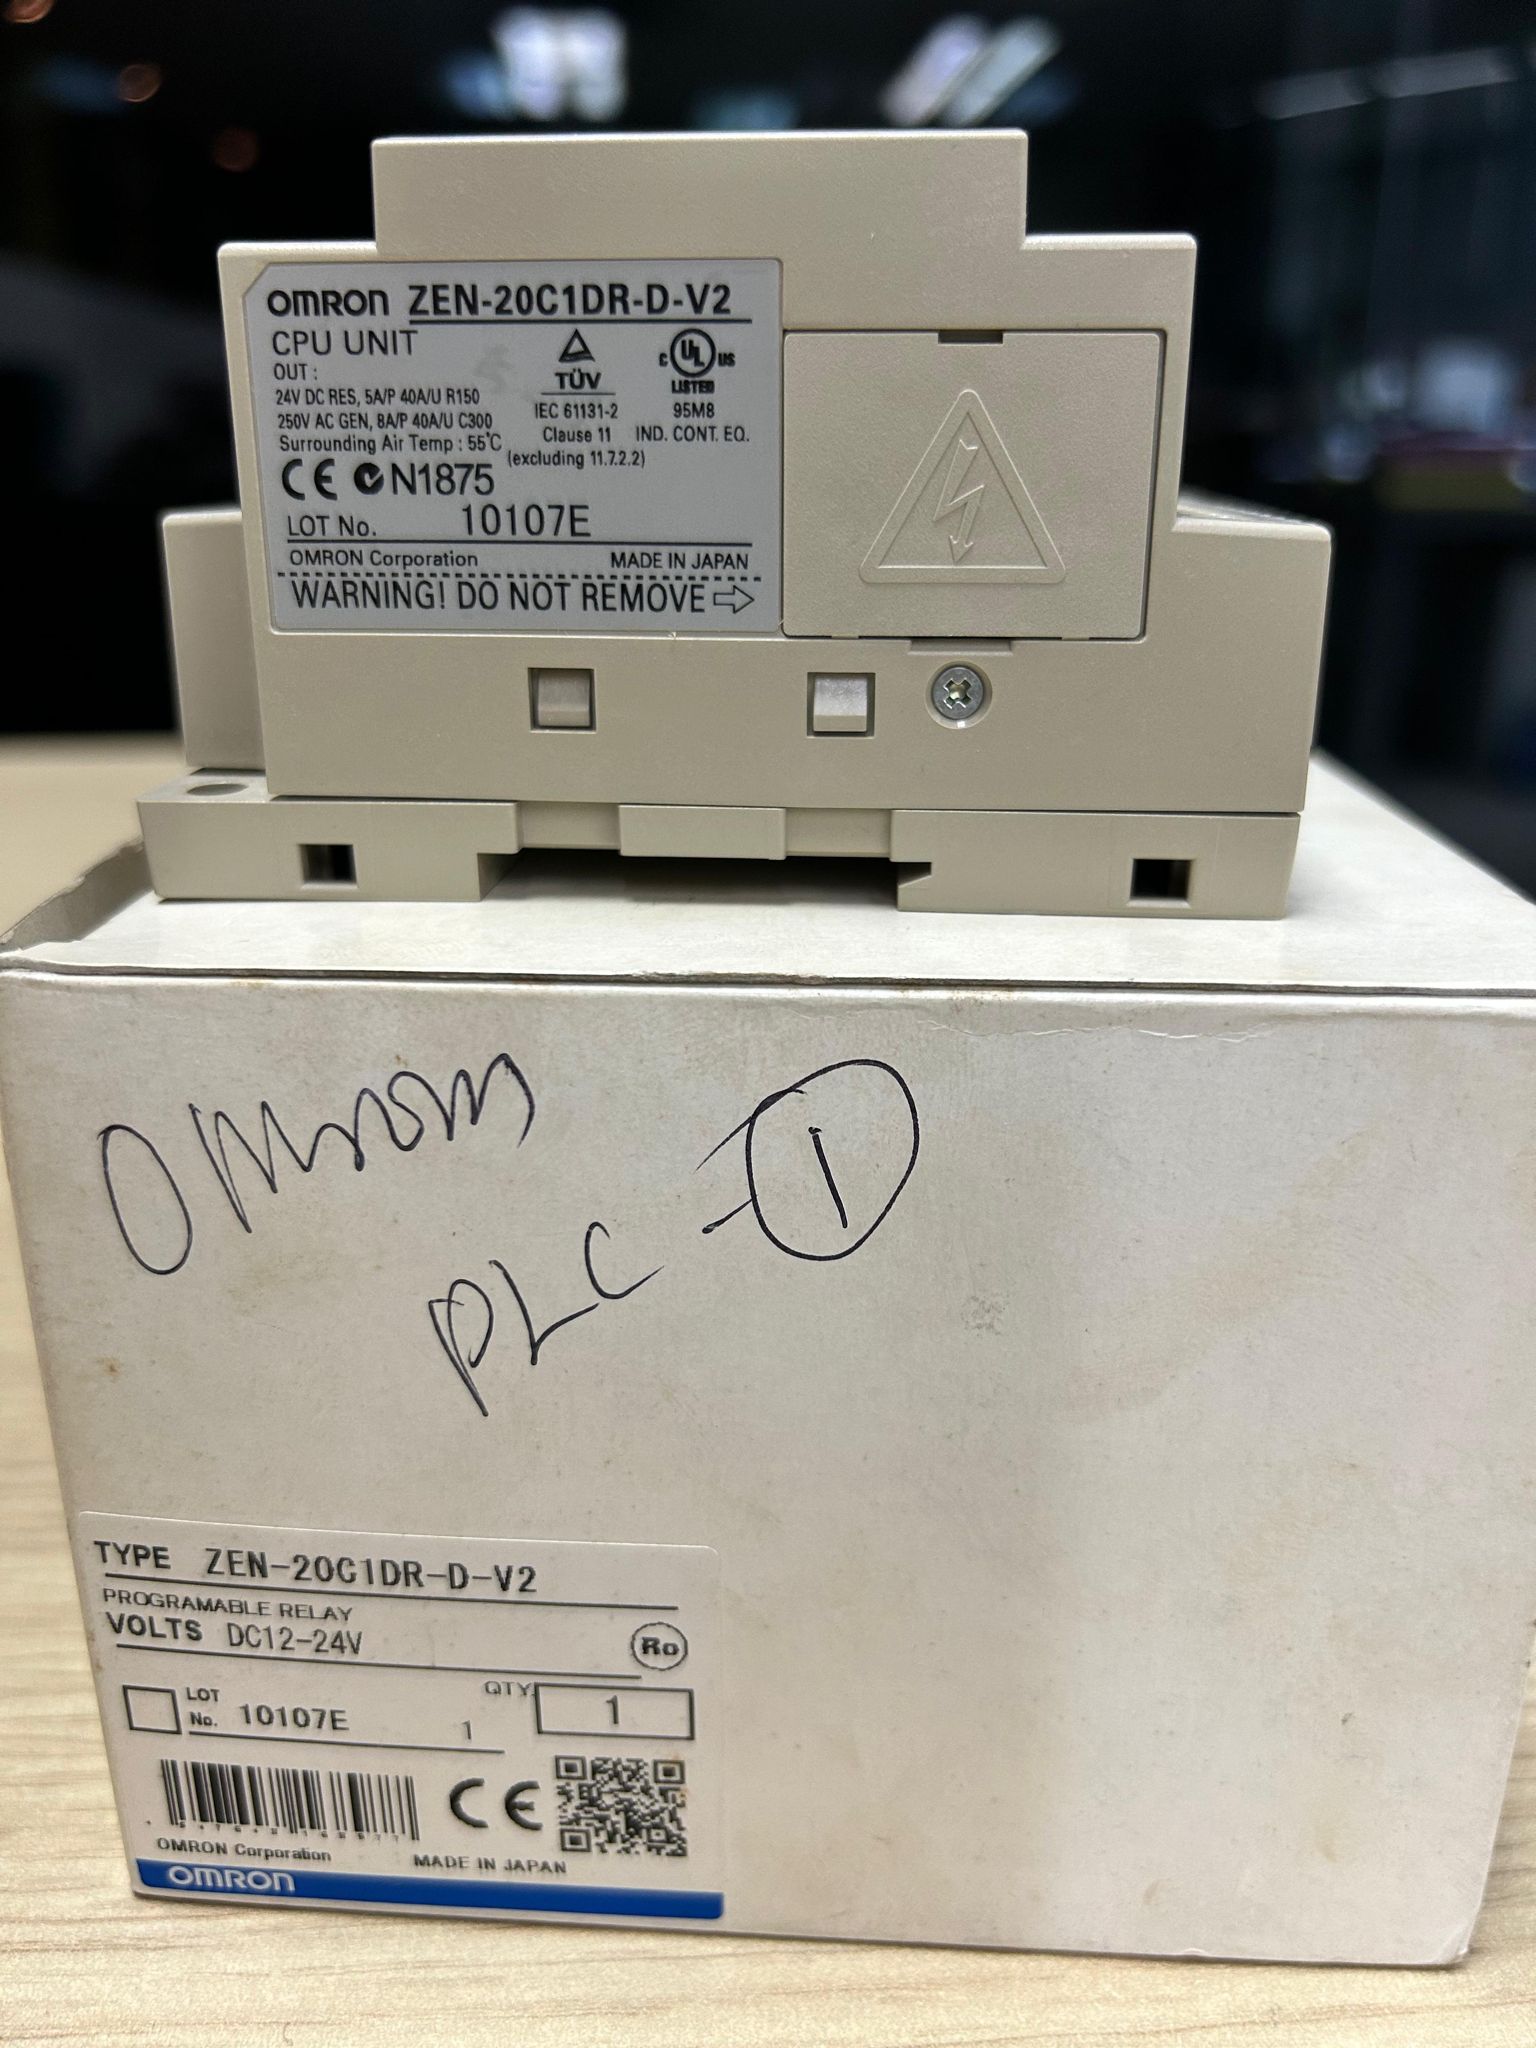 OMRON ZEN-20C1DR-D-V2
CPU UNIT
OUT :
24V DC RES, 5A/P 40A/U R150
250V AC GEN, 8A/P 40A/U C300
Surrounding Air Temp : 55℃
TÜV
IEC 61131-2
Clause 11
(excluding 11.7.2.2)
C UL US
LISTED
95M8
IND. CONT. EQ.
CE N1875
LOT No. 10107E
OMRON Corporation MADE IN JAPAN
WARNING! DO NOT REMOVE
Omron
PLC - 1
TYPE ZEN-20C1DR-D-V2
PROGRAMABLE RELAY
VOLTS DC12-24V
Ro
LOT No. 10107E 1 QTY. 1
CE
OMRON Corporation MADE IN JAPAN
OMRON